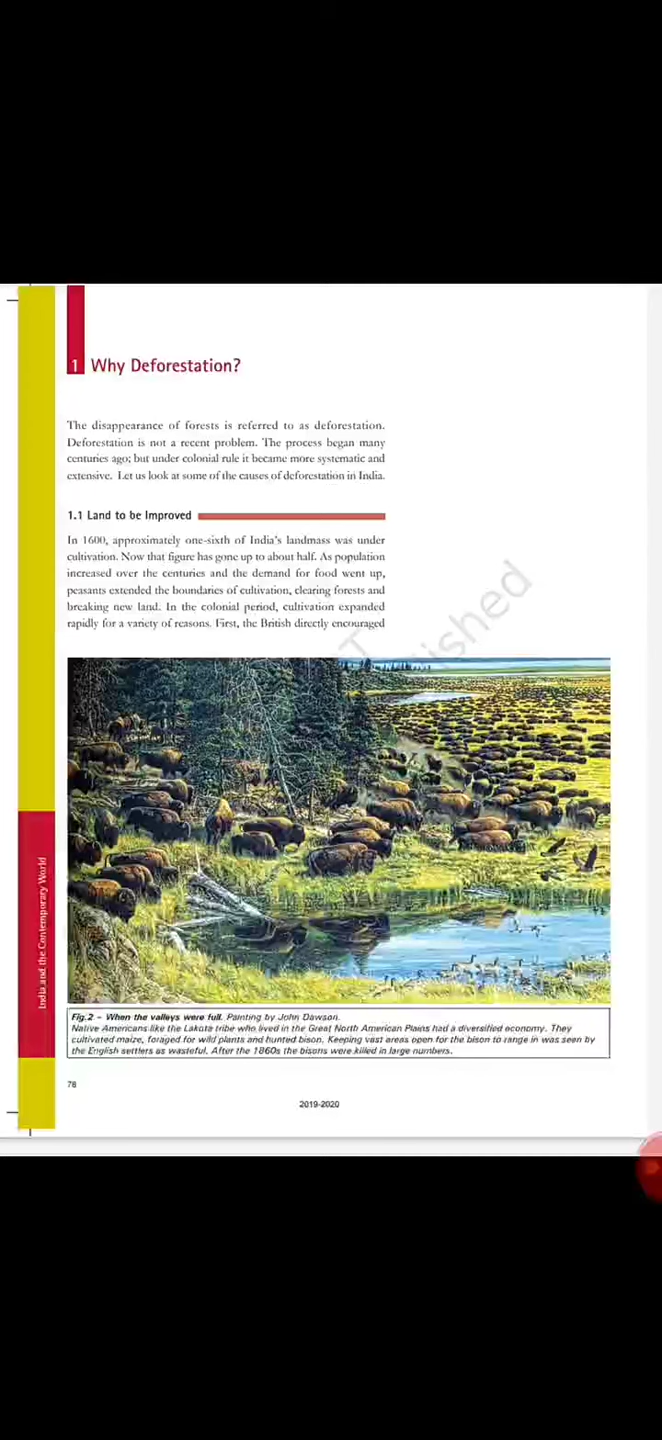 1 Why Deforestation?
The disappearance of forests is referred to as deforestation.
Deforestation is not a recent problem. The process began many
centuries ago; but under colonial rule it became more systematic and
extensive. Let us look at some of the causes of deforestation in India.
1.1 Land to be Improved
In 1600, approximately one-sixth of India's landmass was under
cultivation. Now that figure has gone up to about half. As population
increased over the centuries and the demand for food went up,
peasants extended the boundaries of cultivation, clearing forests and
breaking new land. In the colonial period, cultivation expanded
rapidly for a variety of reasons. First, the British directly encouraged
Fig.2 – When the valleys were full. Painting by John Dawson.
Native Americans like the Lakota tribe who lived in the Great North American Plains had a diversified economy. They
cultivated maize, foraged for wild plants and hunted bison. Keeping vast areas open for the bison to range in was seen by
the English settlers as wasteful. After the 1860s the bisons were killed in large numbers.
India and the Contemporary World
2019-2020